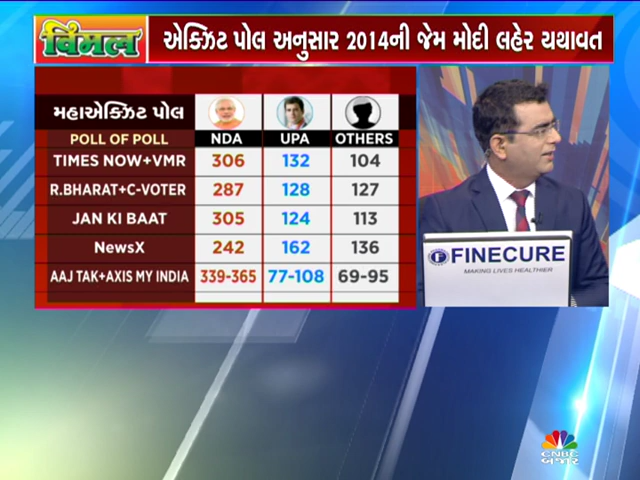 વિમલ
એક્ઝિટ પોલ અનુસાર 2014ની જેમ મોદી લહેર યથાવત
મહાએક્ઝિટ પોલ
POLL OF POLL NDA UPA OTHERS
TIMES NOW+VMR 306 132 104
R.BHARAT+C-VOTER 287 128 127
JAN KI BAAT 305 124 113
NewsX 242 162 136
AAJ TAK+AXIS MY INDIA 339-365 77-108 69-95
FINECURE
MAKING LIVES HEALTHIER
CNBC
બજાર